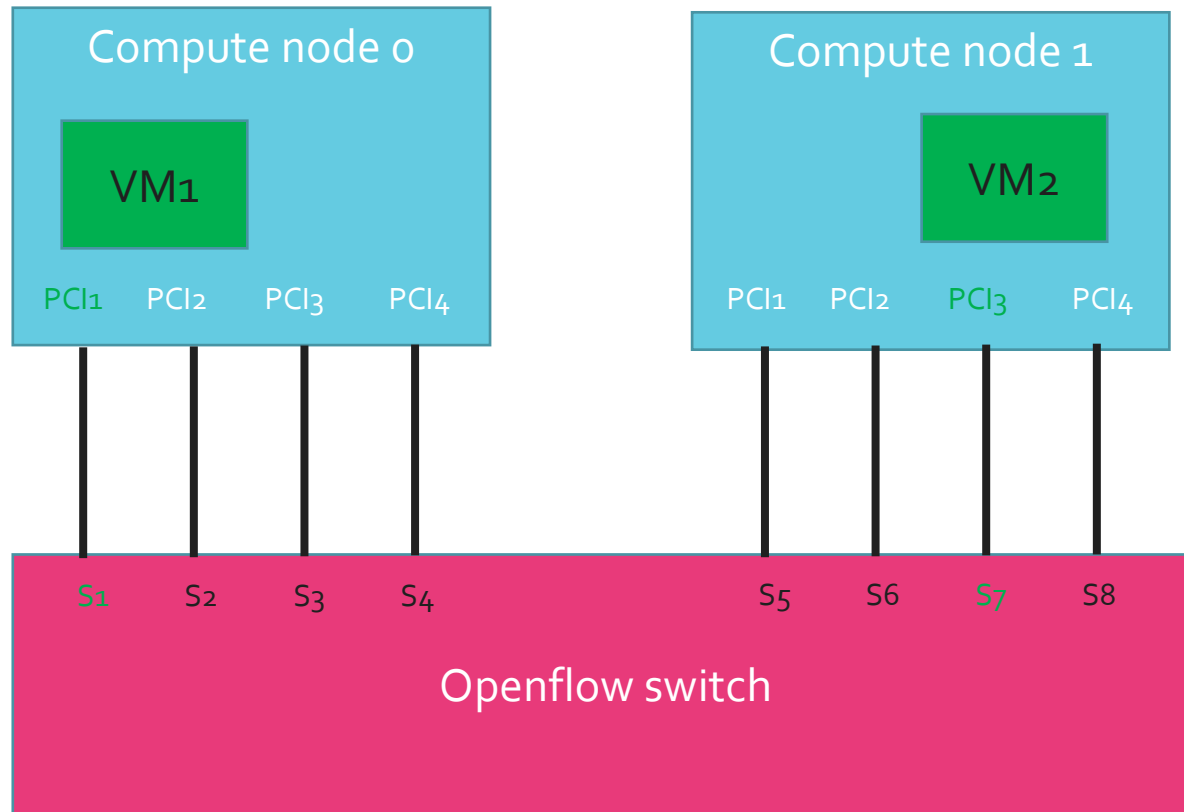 Compute node 0
Compute node 1
VM1
VM2
PCI1 PCI2 PCI3 PCI4
PCI1 PCI2 PCI3 PCI4
S1 S2 S3 S4
S5 S6 S7 S8
Openflow switch